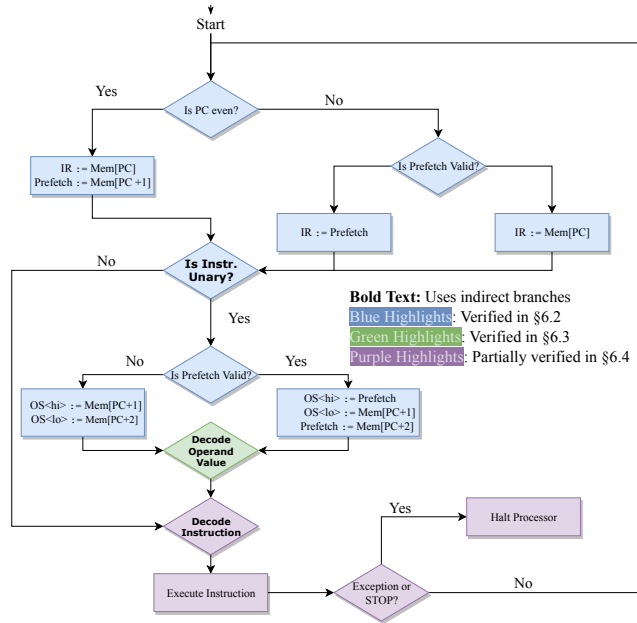 Start
Is PC even?
Yes
No
IR := Mem[PC]
Prefetch := Mem[PC +1]
Is Prefetch Valid?
IR := Prefetch
IR := Mem[PC]
Is Instr.
Unary?
No
Yes
Bold Text: Uses indirect branches
Blue Highlights: Verified in §6.2
Green Highlights: Verified in §6.3
Purple Highlights: Partially verified in §6.4
Is Prefetch Valid?
No
Yes
OS<hi> := Mem[PC+1]
OS<lo> := Mem[PC+2]
OS<hi> := Prefetch
OS<lo> := Mem[PC+1]
Prefetch := Mem[PC+2]
Decode
Operand
Value
Decode
Instruction
Yes
Halt Processor
Execute Instruction
Exception or
STOP?
No